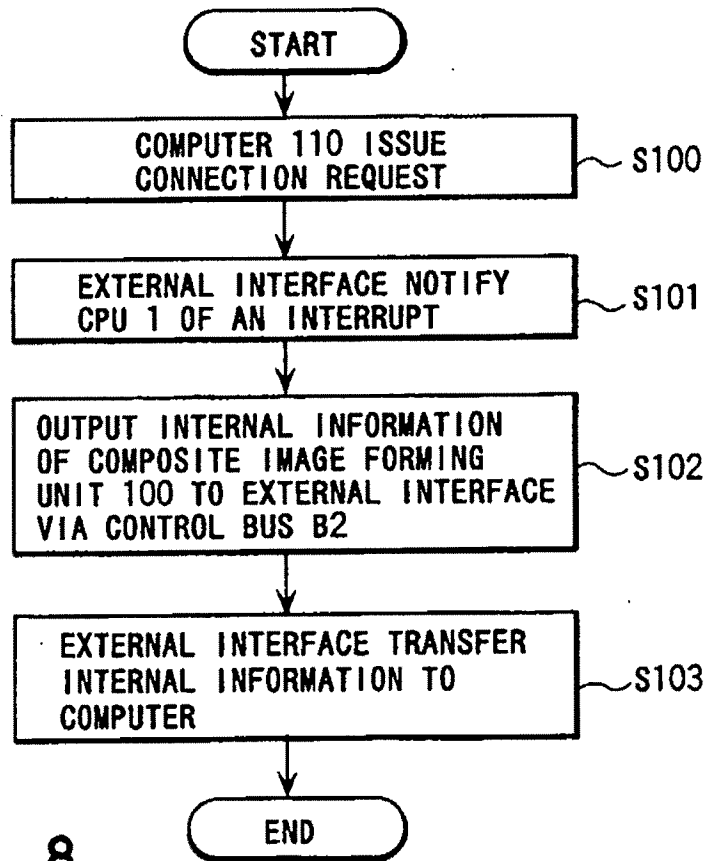 START
COMPUTER 110 ISSUE
CONNECTION REQUEST
S100
EXTERNAL INTERFACE NOTIFY
CPU 1 OF AN INTERRUPT
S101
OUTPUT INTERNAL INFORMATION
OF COMPOSITE IMAGE FORMING
UNIT 100 TO EXTERNAL INTERFACE
VIA CONTROL BUS B2
S102
EXTERNAL INTERFACE TRANSFER
INTERNAL INFORMATION TO
COMPUTER
S103
END